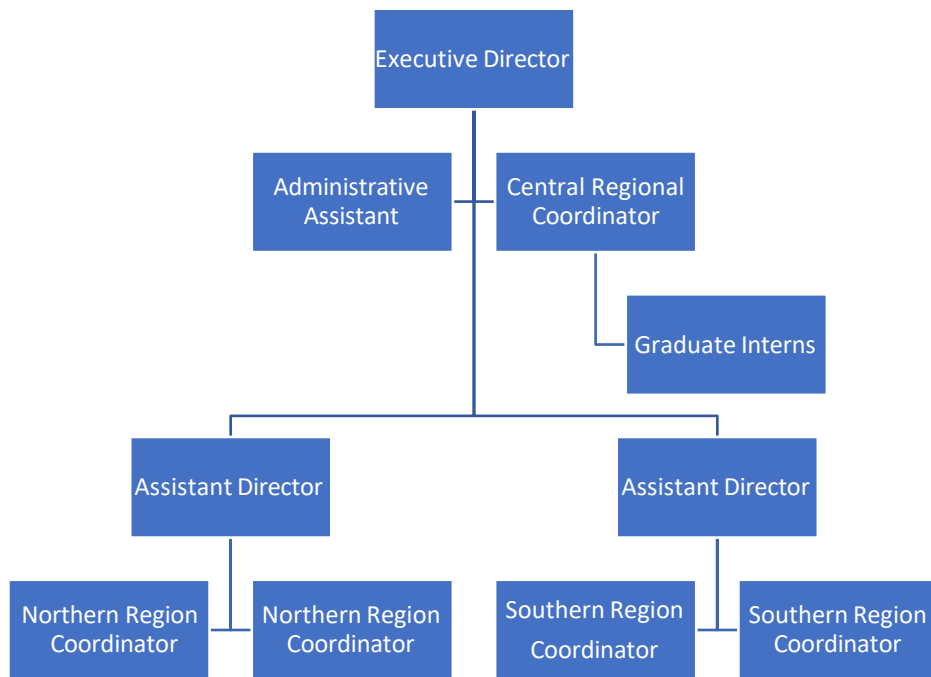 Executive Director
Administrative
Assistant
Central Regional
Coordinator
Graduate Interns
Assistant Director
Assistant Director
Northern Region
Coordinator
Northern Region
Coordinator
Southern Region
Coordinator
Southern Region
Coordinator